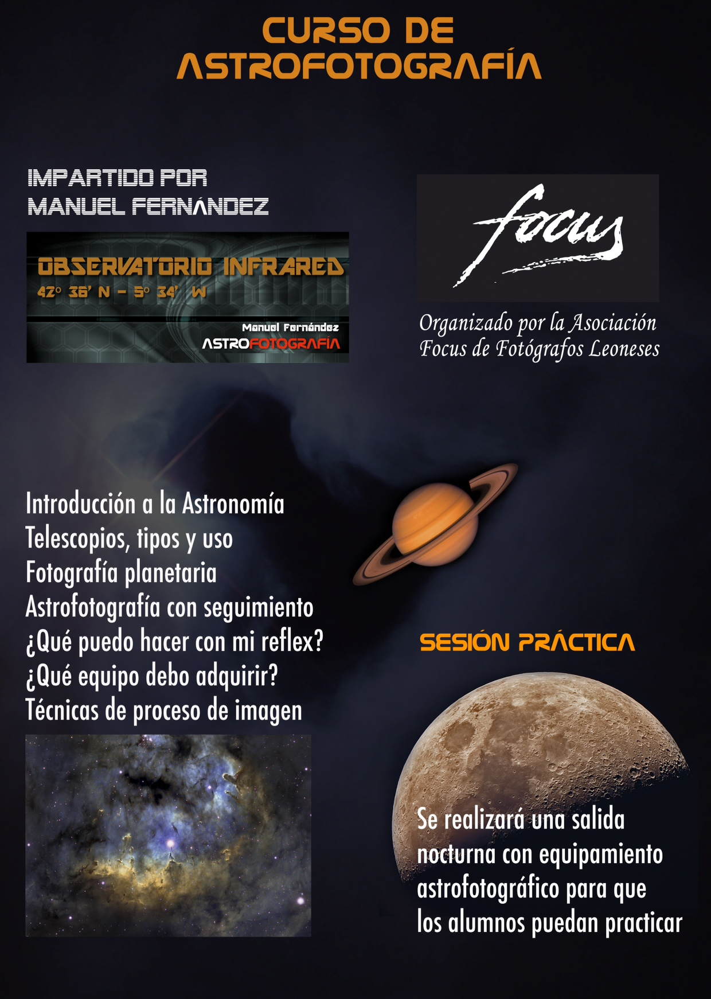 CURSO DE
ASTROFOTOGRAFÍA
IMPARTIDO POR
MANUEL FERNÁNDEZ
OBSERVATORIO INFRARED
42º 36' N - 5º 34' W
Manuel Fernández
ASTROFOTOGRAFÍA
focus
Organizado por la Asociación
Focus de Fotógrafos Leoneses
Introducción a la Astronomía
Telescopios, tipos y uso
Fotografía planetaria
Astrofotografía con seguimiento
¿Qué puedo hacer con mi reflex?
¿Qué equipo debo adquirir?
Técnicas de proceso de imagen
SESIÓN PRÁCTICA
Se realizará una salida
nocturna con equipamiento
astrofotográfico para que
los alumnos puedan practicar